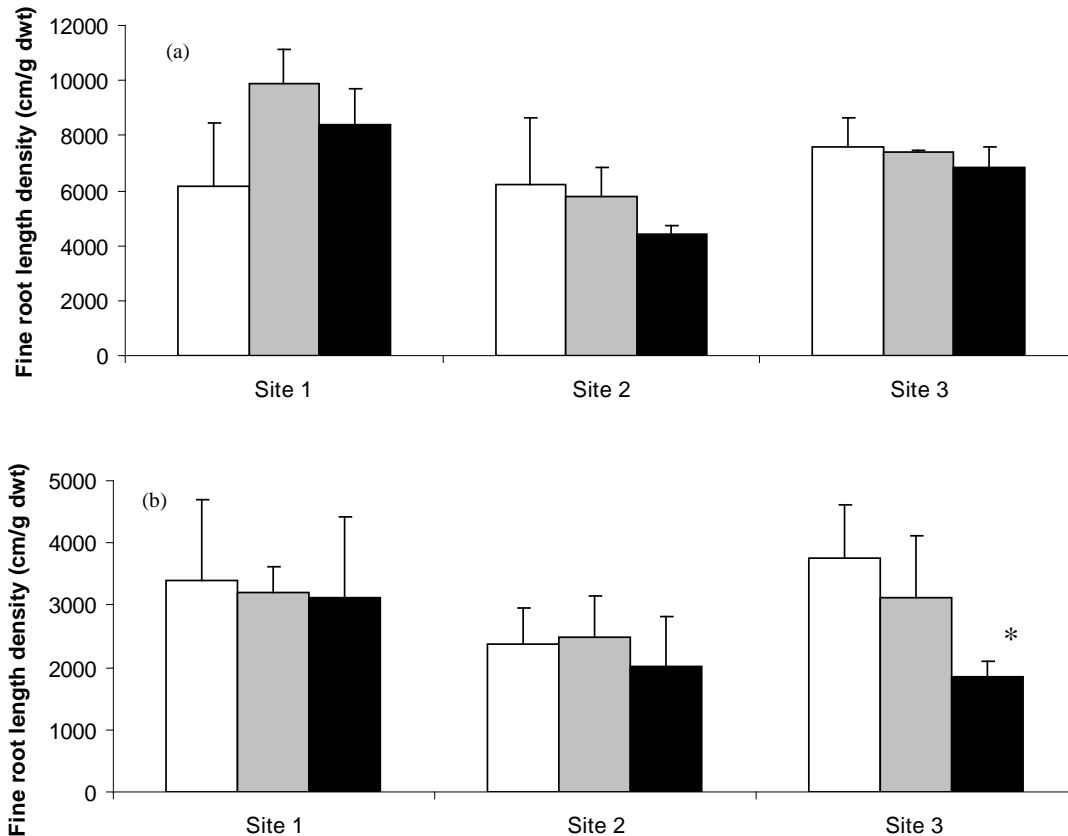 Fine root length density (cm/g dwt)
(a)
12000
10000
8000
6000
4000
2000
0
Site 1 Site 2 Site 3
Fine root length density (cm/g dwt)
(b)
5000
4000
3000
2000
1000
0
*
Site 1 Site 2 Site 3